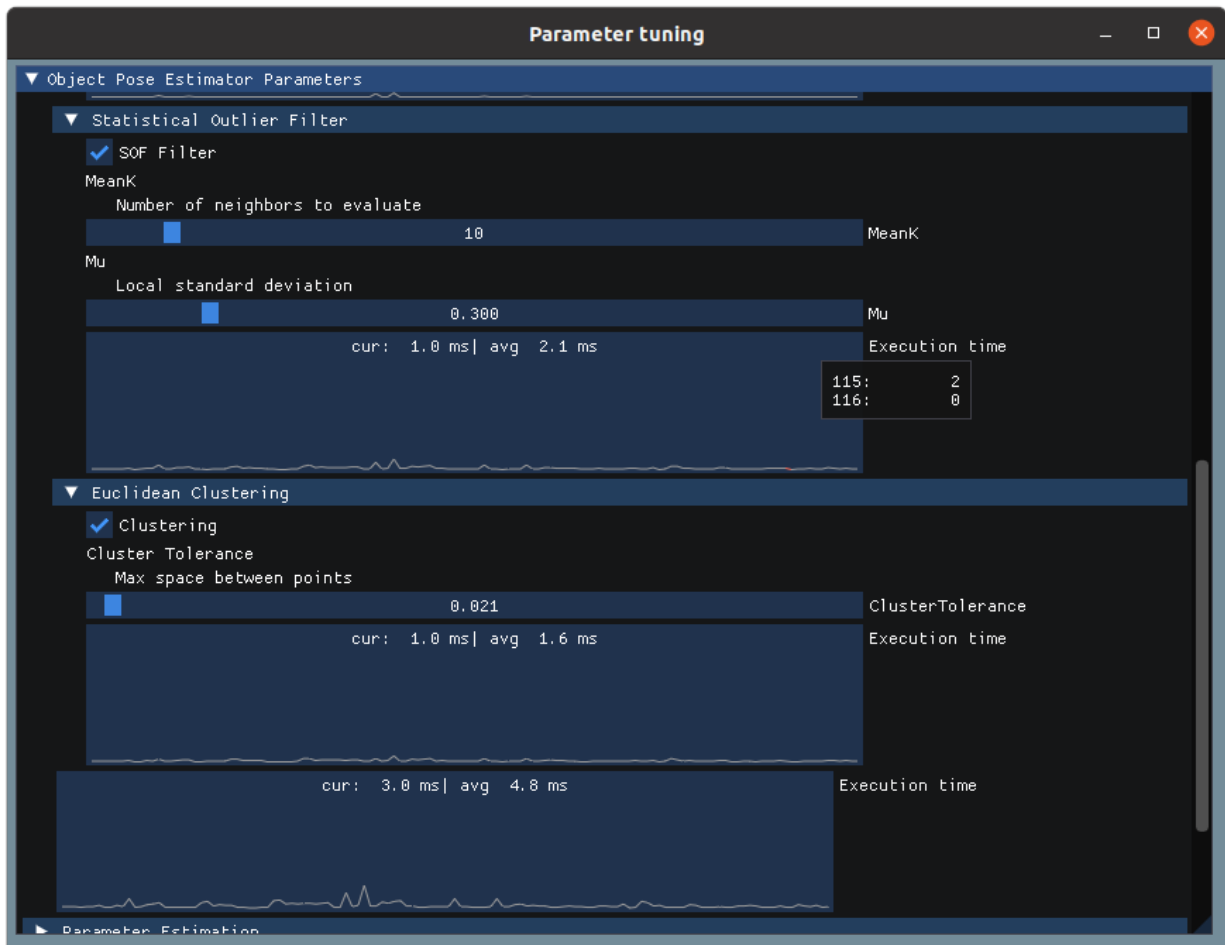 Parameter tuning
Object Pose Estimator Parameters
Statistical Outlier Filter
SOF Filter
MeanK
Number of neighbors to evaluate
10 MeanK
Mu
Local standard deviation
0.300 Mu
cur: 1.0 ms| avg 2.1 ms Execution time
115: 2
116: 0
Euclidean Clustering
Clustering
Cluster Tolerance
Max space between points
0.021 ClusterTolerance
cur: 1.0 ms| avg 1.6 ms Execution time
cur: 3.0 ms| avg 4.8 ms Execution time
Parameter Estimation